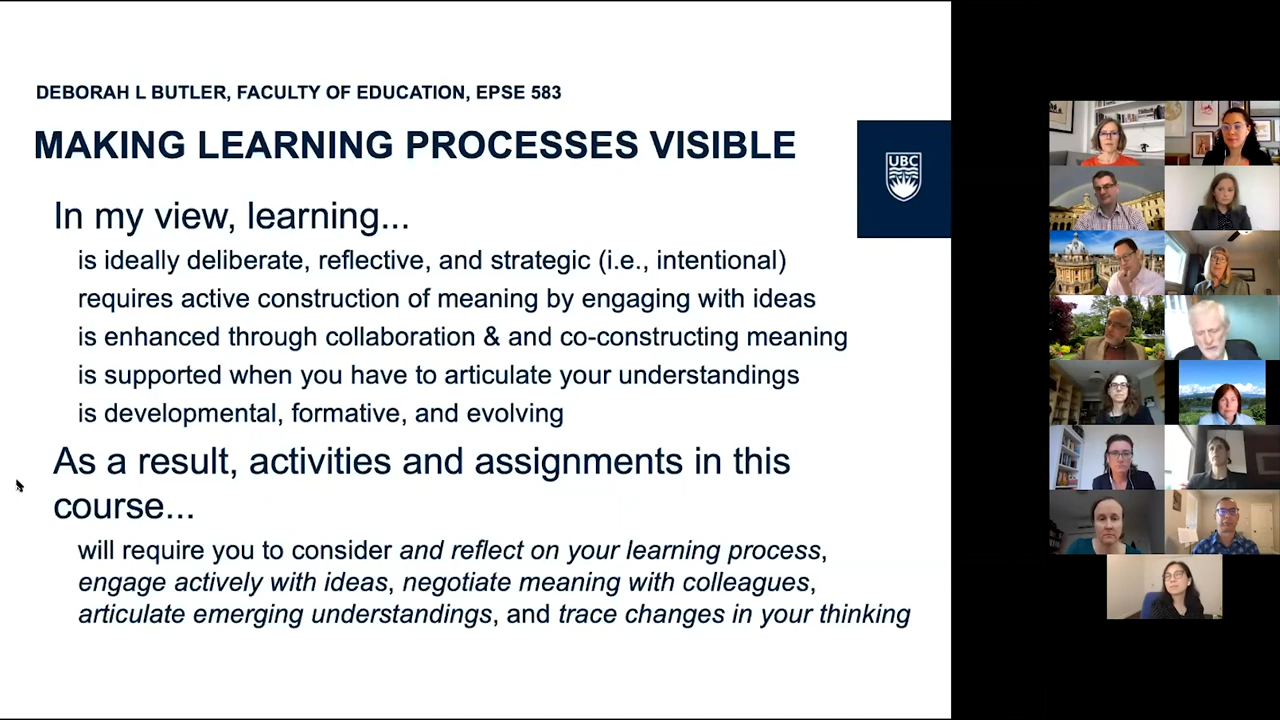 DEBORAH L BUTLER, FACULTY OF EDUCATION, EPSE 583
MAKING LEARNING PROCESSES VISIBLE
UBC
In my view, learning...
is ideally deliberate, reflective, and strategic (i.e., intentional)
requires active construction of meaning by engaging with ideas
is enhanced through collaboration & and co-constructing meaning
is supported when you have to articulate your understandings
is developmental, formative, and evolving
As a result, activities and assignments in this
course...
will require you to consider and reflect on your learning process,
engage actively with ideas, negotiate meaning with colleagues,
articulate emerging understandings, and trace changes in your thinking